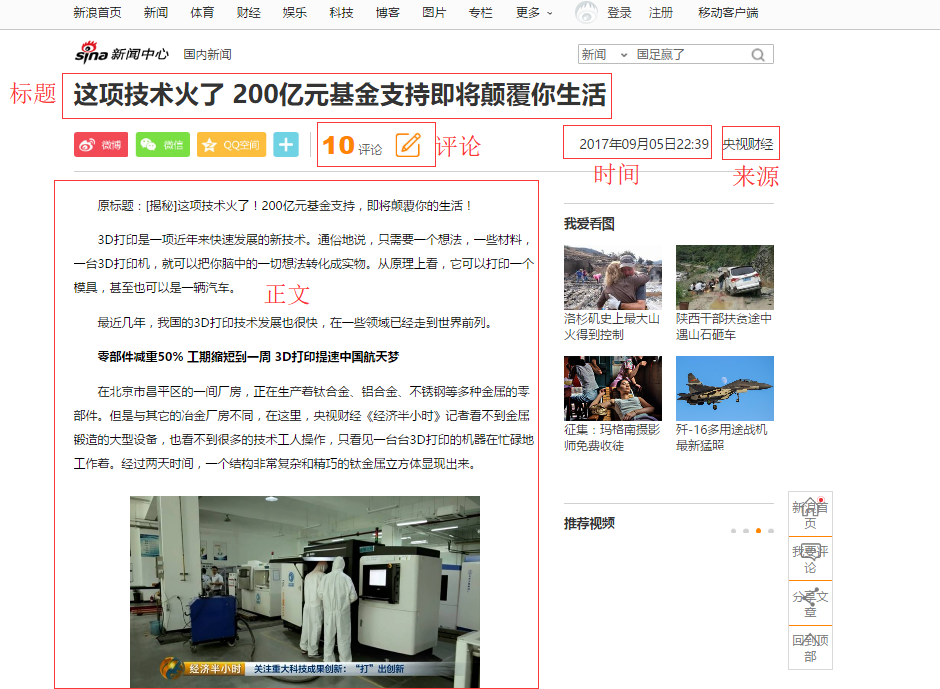 新浪首页 新闻 体育 财经 娱乐 科技 博客 图片 专栏 更多 登录 注册 移动客户端
sina 新闻中心 国内新闻 新闻 国足赢了
标题 这项技术火了 200亿元基金支持即将颠覆你生活
微博 微信 QQ空间 10 评论 评论 2017年09月05日22:39 央视财经
时间 来源
原标题：[揭秘]这项技术火了！200亿元基金支持，即将颠覆你的生活！
3D打印是一项近年来快速发展的新技术。通俗地说，只需要一个想法，一些材料，
一台3D打印机，就可以把你脑中的一切想法转化成实物。从原理上看，它可以打印一个
模具，甚至也可以是一辆汽车。
正文
最近几年，我国的3D打印技术发展也很快，在一些领域已经走到世界前列。
零部件减重50% 工期缩短到一周 3D打印提速中国航天梦
在北京市昌平区的一间厂房，正在生产着钛合金、铝合金、不锈钢等多种金属的零
部件。但是与其它的冶金厂房不同，在这里，央视财经《经济半小时》记者看不到金属
锻造的大型设备，也看不到很多的技术工人操作，只看见一台台3D打印的机器在忙碌地
工作着。经过两天时间，一个结构非常复杂和精巧的钛金属立方体显现出来。
经济半小时 关注重大科技成果创新：“打”出创新
我爱看图
洛杉矶史上最大山
火得到控制
陕西干部扶贫途中
遇山石砸车
征集：玛格南摄影
师免费收徒
歼-16多用途战机
最新猛照
推荐视频
新浪首
页
我要评
论
分享文
章
回到顶
部